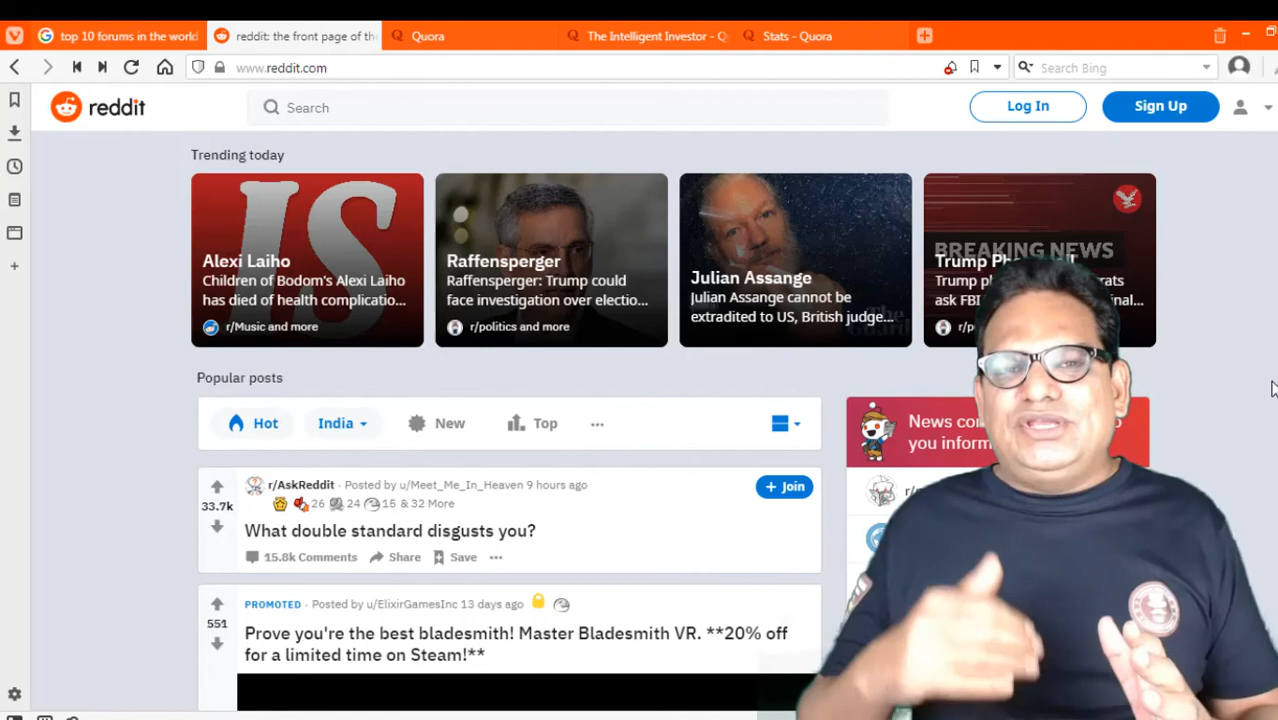 top 10 forums in the world
reddit: the front page of the
Quora
The Intelligent Investor - Q
Stats - Quora
www.reddit.com
Search Bing
reddit
Search
Log In
Sign Up
Trending today
IS
Alexi Laiho
Children of Bodom's Alexi Laiho
has died of health complicatio...
r/Music and more
Raffensperger
Raffensperger: Trump could
face investigation over electio...
r/politics and more
Julian Assange
Julian Assange cannot be
extradited to US, British judge...
BREAKING NEWS
Trump
Trump
ask FBI
Popular posts
Hot
India
New
Top
...
33.7k
r/AskReddit • Posted by u/Meet_Me_In_Heaven 9 hours ago
26 24 15 & 32 More
+ Join
What double standard disgusts you?
15.8k Comments
Share
Save
...
551
PROMOTED • Posted by u/ElixirGamesInc 13 days ago
Prove you're the best bladesmith! Master Bladesmith VR. **20% off
for a limited time on Steam!**
News
you inform